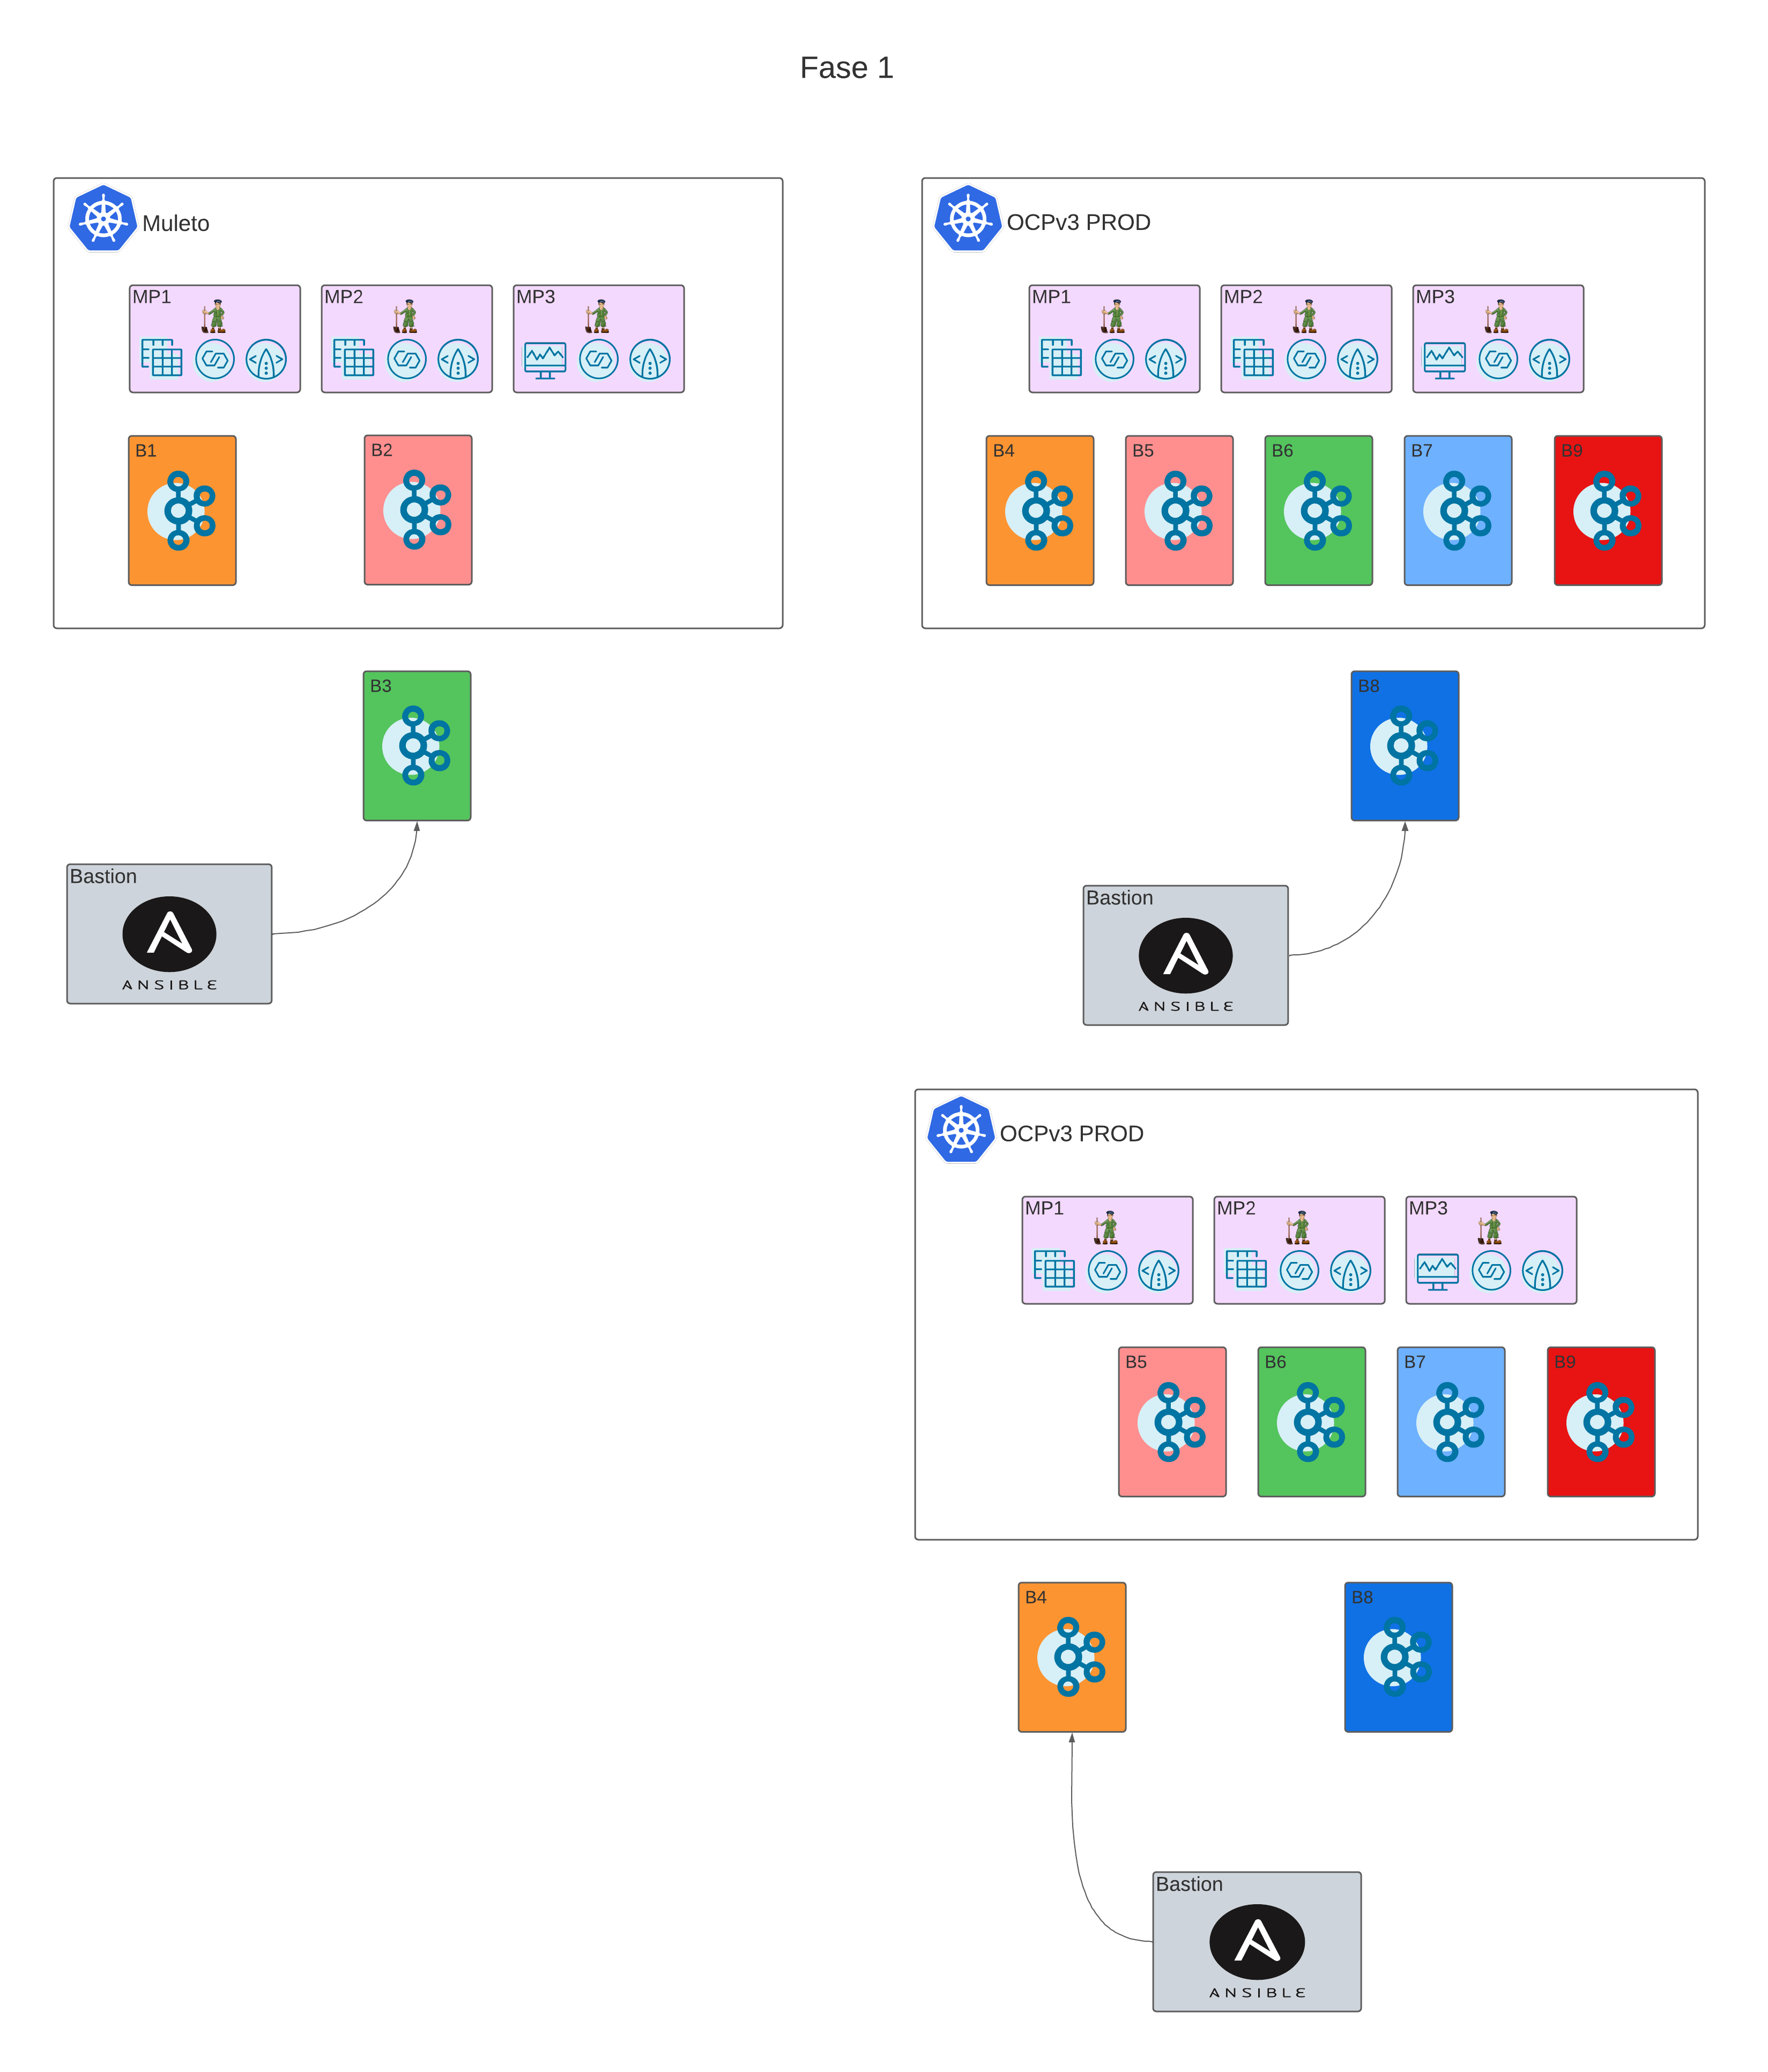 Fase 1
Muleto
MP1
MP2
MP3
B1
B2
B3
Bastion
ANSIBLE
OCPv3 PROD
MP1
MP2
MP3
B4
B5
B6
B7
B9
B8
Bastion
ANSIBLE
OCPv3 PROD
MP1
MP2
MP3
B5
B6
B7
B9
B4
B8
Bastion
ANSIBLE